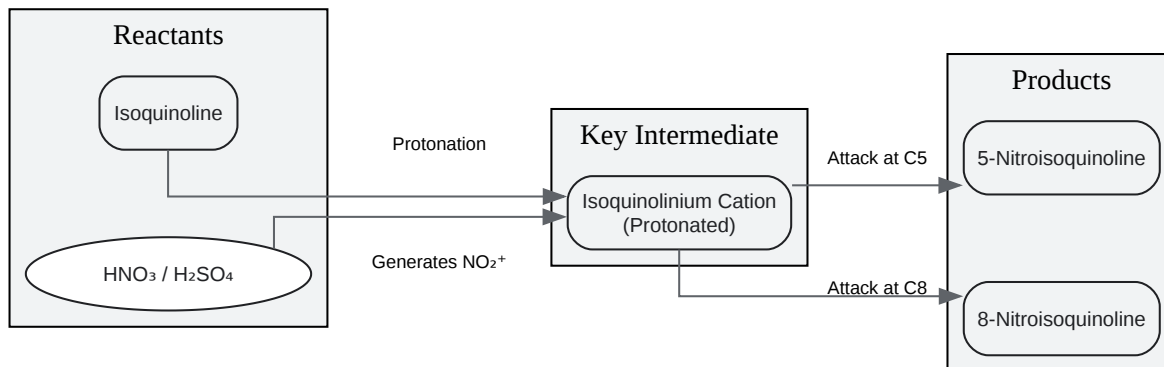 Reactants
Isoquinoline
HNO₃ / H₂SO₄
Protonation
Generates NO₂⁺
Key Intermediate
Isoquinolinium Cation
(Protonated)
Attack at C5
Attack at C8
Products
5-Nitroisoquinoline
8-Nitroisoquinoline